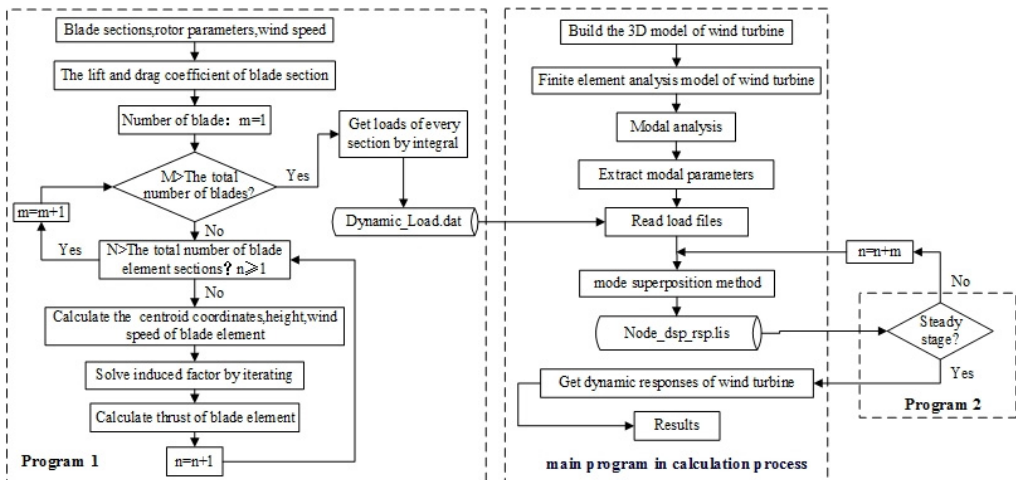 Blade sections,rotor parameters,wind speed
The lift and drag coefficient of blade section
Number of blade: m=1
M>The total
number of blades?
Yes
Get loads of every
section by integral
Dynamic_Load.dat
m=m+1
No
Yes
N>The total number of blade
element sections? n≥1
No
Calculate the centroid coordinates,height,wind
speed of blade element
Solve induced factor by iterating
Calculate thrust of blade element
n=n+1
Program 1
Build the 3D model of wind turbine
Finite element analysis model of wind turbine
Modal analysis
Extract modal parameters
Read load files
mode superposition method
Node_dsp_rsp.lis
Get dynamic responses of wind turbine
Results
main program in calculation process
n=n+m
No
Steady
stage?
Yes
Program 2